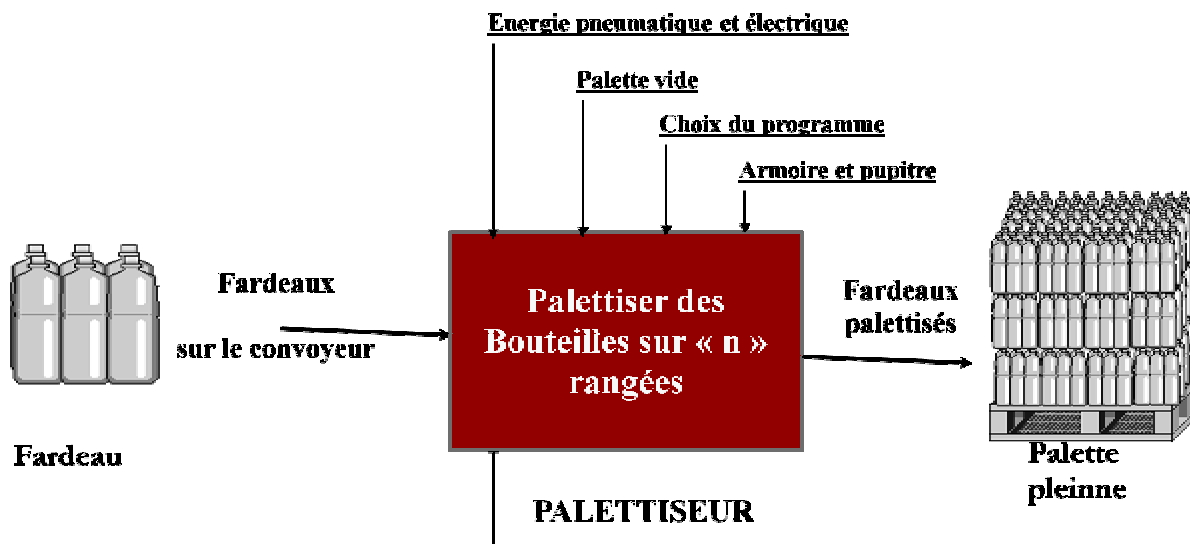 Energie pneumatique et électrique
Palette vide
Choix du programme
Armoire et pupitre
Fardeaux
sur le convoyeur
Palettiser des
Bouteilles sur « n »
rangées
Fardeaux
palettisés
Fardeau
Palette
pleinne
PALETTISEUR